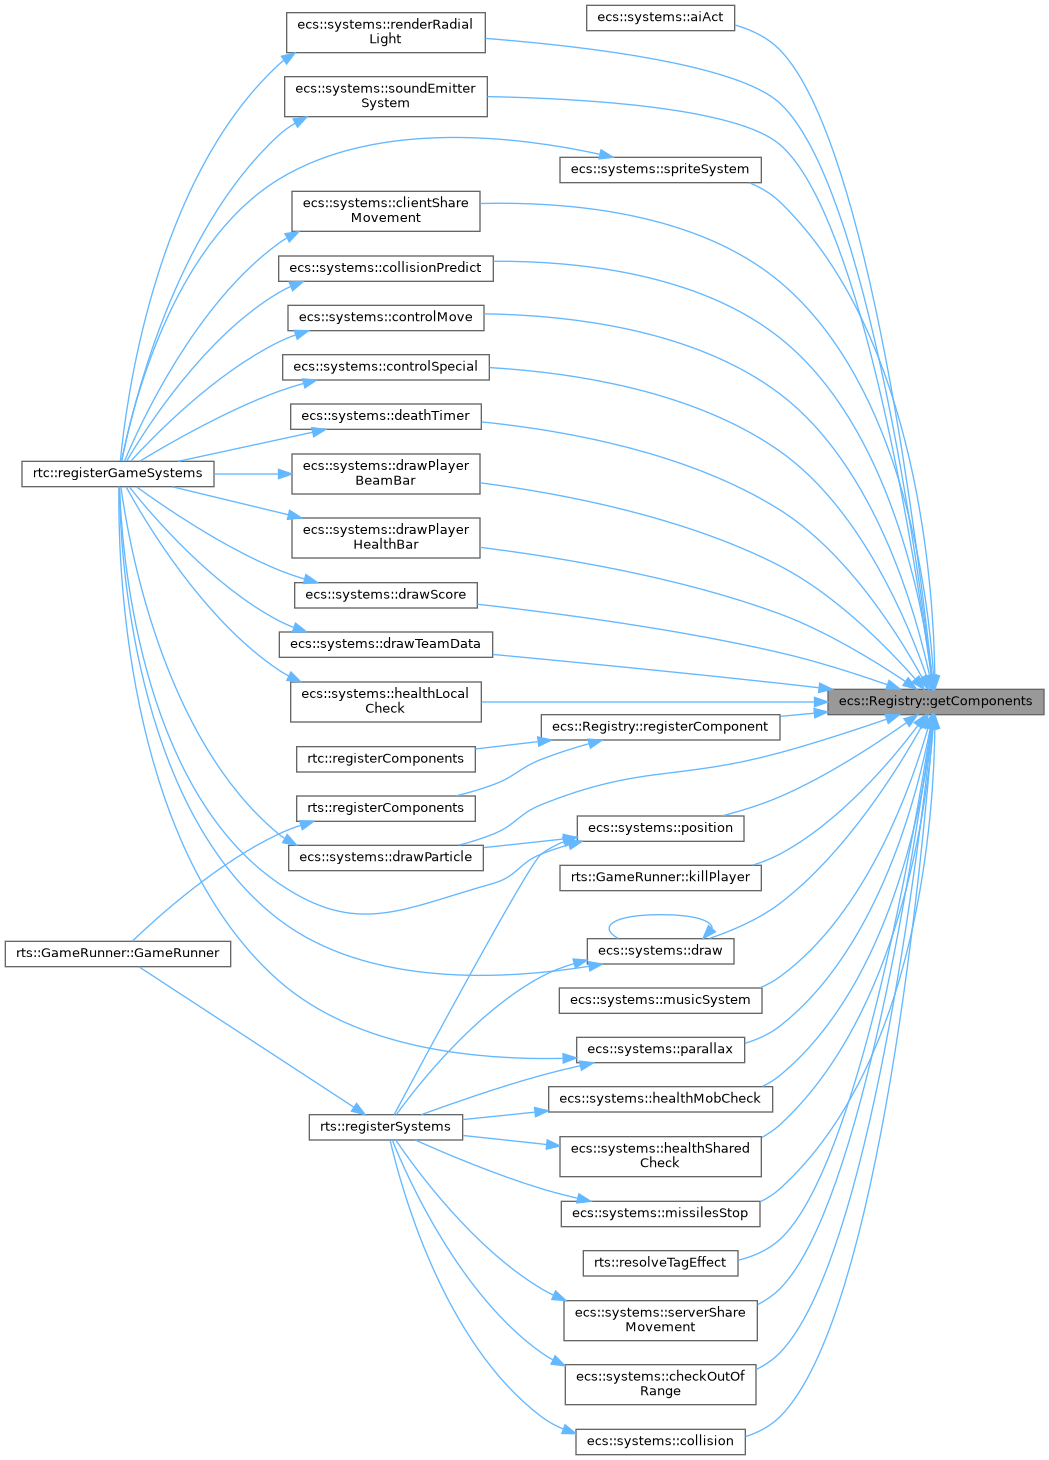 ecs::systems::aiAct
ecs::systems::renderRadial
Light
ecs::systems::soundEmitter
System
ecs::systems::spriteSystem
ecs::systems::clientShare
Movement
ecs::systems::collisionPredict
ecs::systems::controlMove
ecs::systems::controlSpecial
ecs::systems::deathTimer
rtc::registerGameSystems
ecs::systems::drawPlayer
BeamBar
ecs::systems::drawPlayer
HealthBar
ecs::systems::drawScore
ecs::systems::drawTeamData
ecs::systems::healthLocal
Check
ecs::Registry::getComponents
ecs::Registry::registerComponent
rtc::registerComponents
rts::registerComponents
ecs::systems::position
ecs::systems::drawParticle
rts::GameRunner::killPlayer
rts::GameRunner::GameRunner
ecs::systems::draw
ecs::systems::musicSystem
ecs::systems::parallax
ecs::systems::healthMobCheck
rts::registerSystems
ecs::systems::healthShared
Check
ecs::systems::missilesStop
rts::resolveTagEffect
ecs::systems::serverShare
Movement
ecs::systems::checkOutOf
Range
ecs::systems::collision